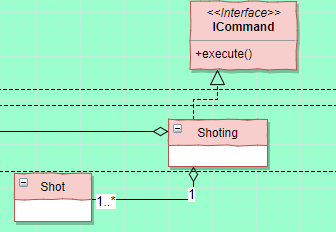 <<Interface>>
ICommand
+execute()
Shoting
Shot
1..*
1